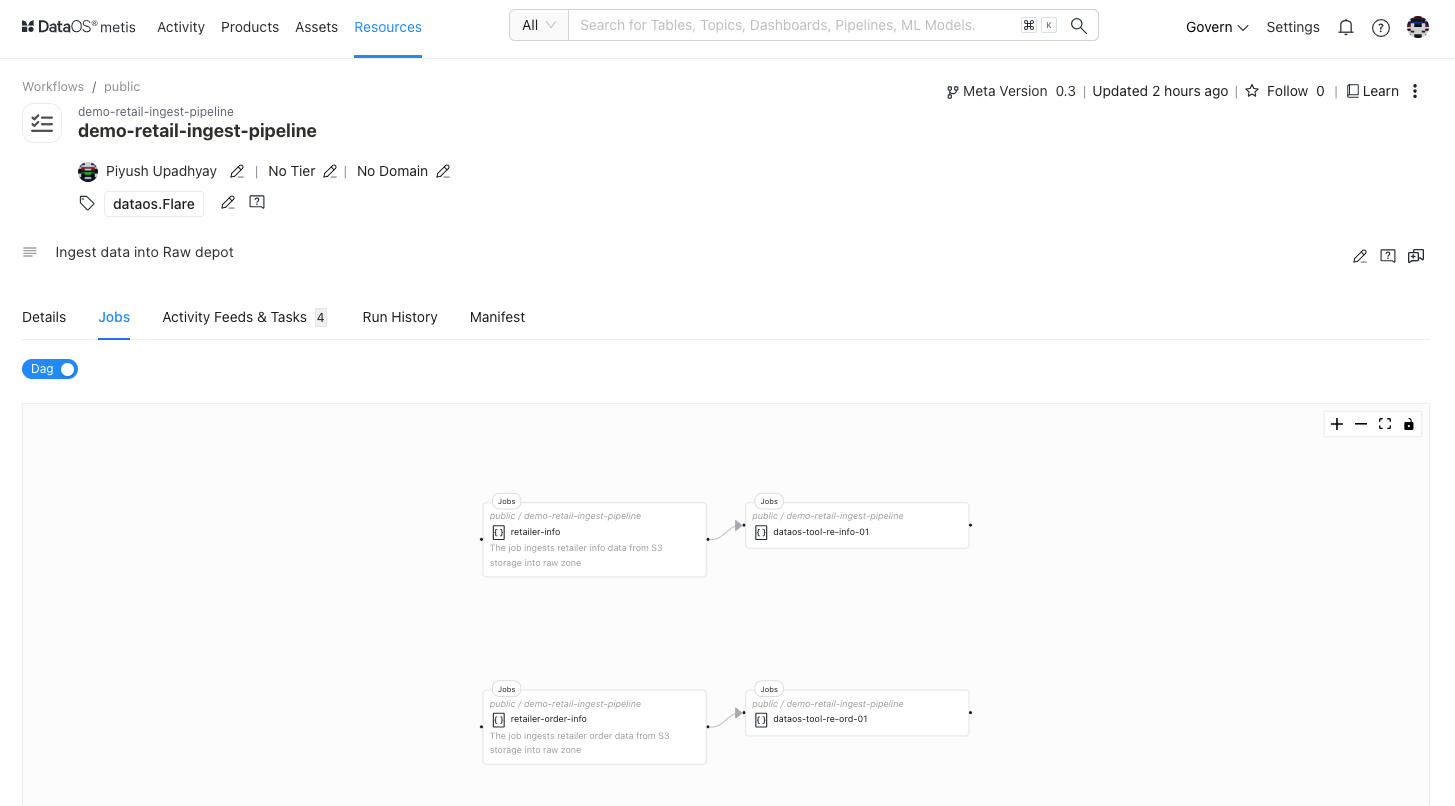 DataOS® metis Activity Products Assets Resources All Search for Tables, Topics, Dashboards, Pipelines, ML Models. ⌘ K Govern Settings
Workflows / public
Meta Version 0.3 | Updated 2 hours ago | Follow 0 | Learn
demo-retail-ingest-pipeline
demo-retail-ingest-pipeline
Piyush Upadhyay | No Tier | No Domain
dataos.Flare
Ingest data into Raw depot
Details Jobs Activity Feeds & Tasks 4 Run History Manifest
Dag
Jobs
public / demo-retail-ingest-pipeline
retailer-info
The job ingests retailer info data from S3
storage into raw zone
Jobs
public / demo-retail-ingest-pipeline
dataos-tool-re-info-01
Jobs
public / demo-retail-ingest-pipeline
retailer-order-info
The job ingests retailer order data from S3
storage into raw zone
Jobs
public / demo-retail-ingest-pipeline
dataos-tool-re-ord-01